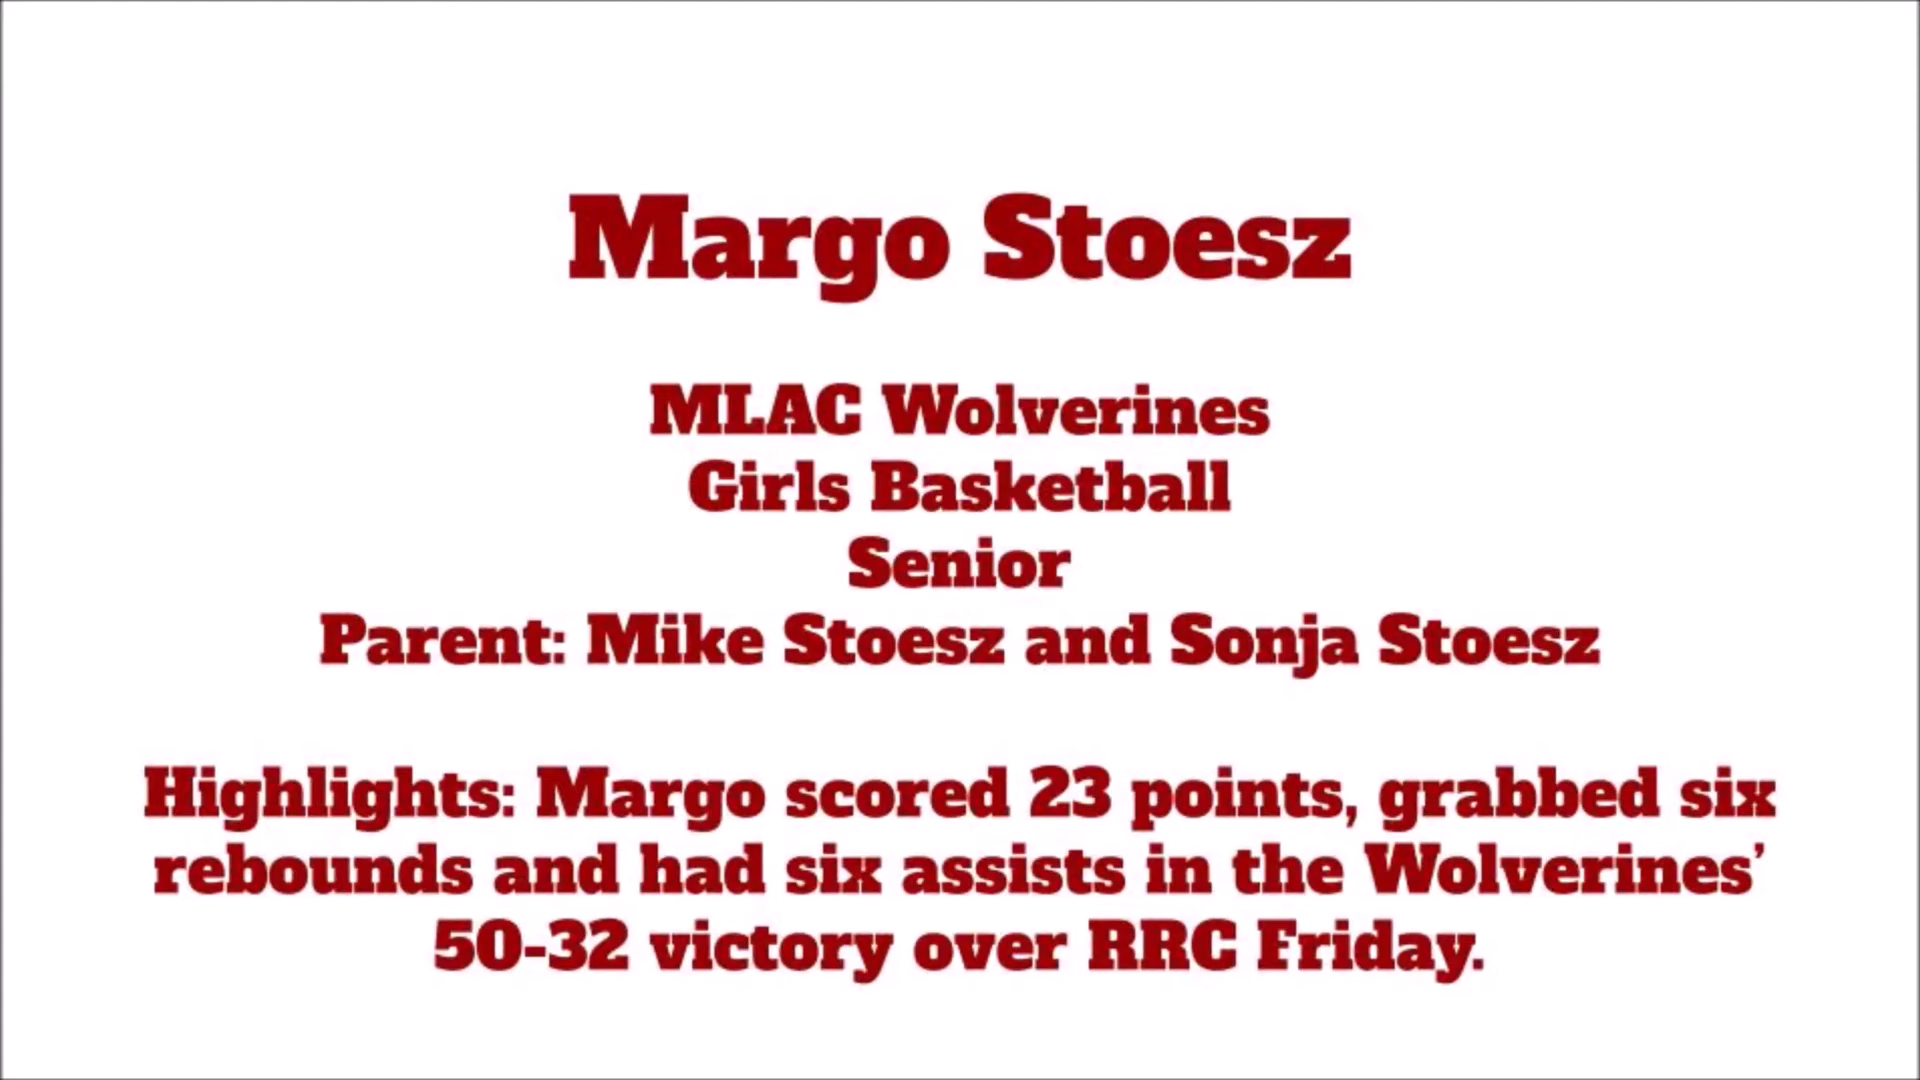 Margo Stoesz
MLAC Wolverines
Girls Basketball
Senior
Parent: Mike Stoesz and Sonja Stoesz
Highlights: Margo scored 23 points, grabbed six
rebounds and had six assists in the Wolverines’
50-32 victory over RRC Friday.